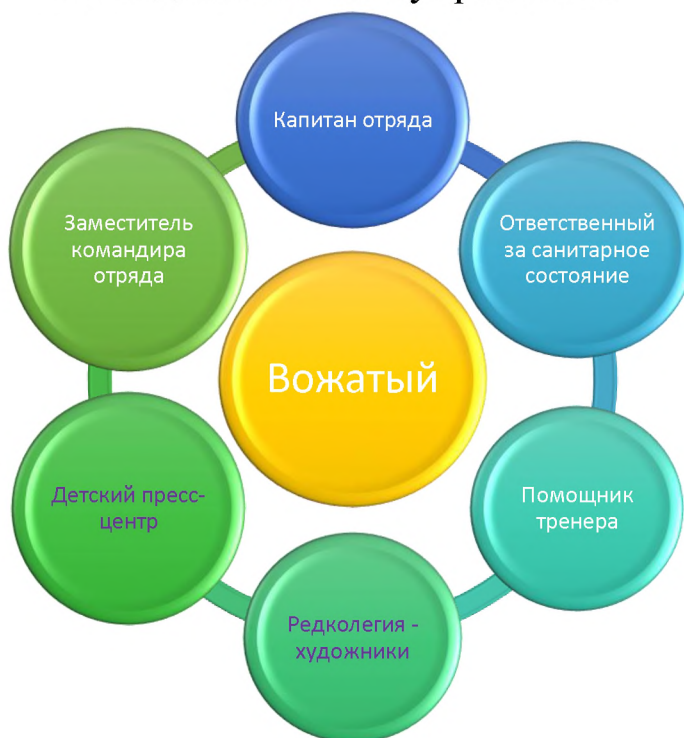 Капитан отряда
Ответственный
за санитарное
состояние
Помощник
тренера
Редколегия -
художники
Детский пресс-
центр
Заместитель
командира
отряда
Вожатый